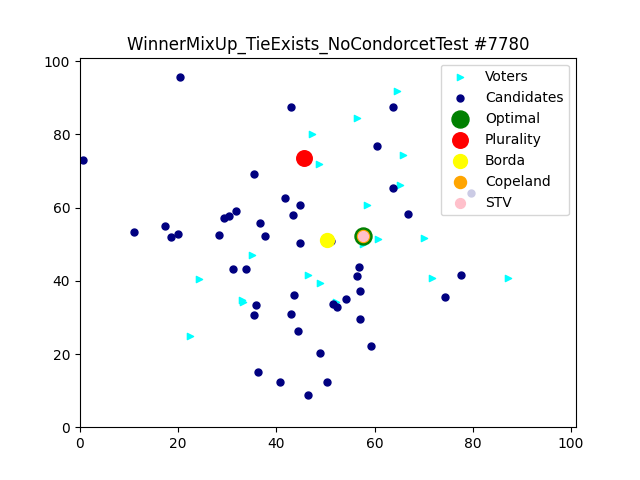 WinnerMixUp_TieExists_NoCondorcetTest #7780
100
80
60
40
20
0
0
20
40
60
80
100
Voters
Candidates
Optimal
Plurality
Borda
Copeland
STV